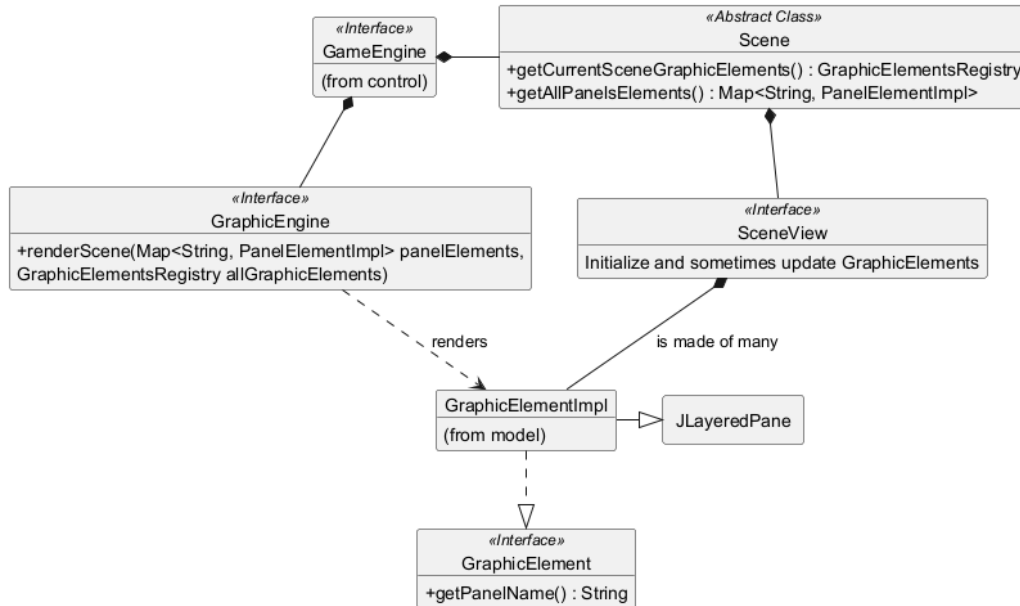 «Interface»
GameEngine
(from control)
«Abstract Class»
Scene
+getCurrentSceneGraphicElements() : GraphicElementsRegistry
+getAllPanelsElements() : Map<String, PanelElementImpl>
«Interface»
GraphicEngine
+renderScene(Map<String, PanelElementImpl> panelElements,
GraphicElementsRegistry allGraphicElements)
«Interface»
SceneView
Initialize and sometimes update GraphicElements
renders
is made of many
GraphicElementImpl
(from model)
JLayeredPane
«Interface»
GraphicElement
+getPanelName() : String